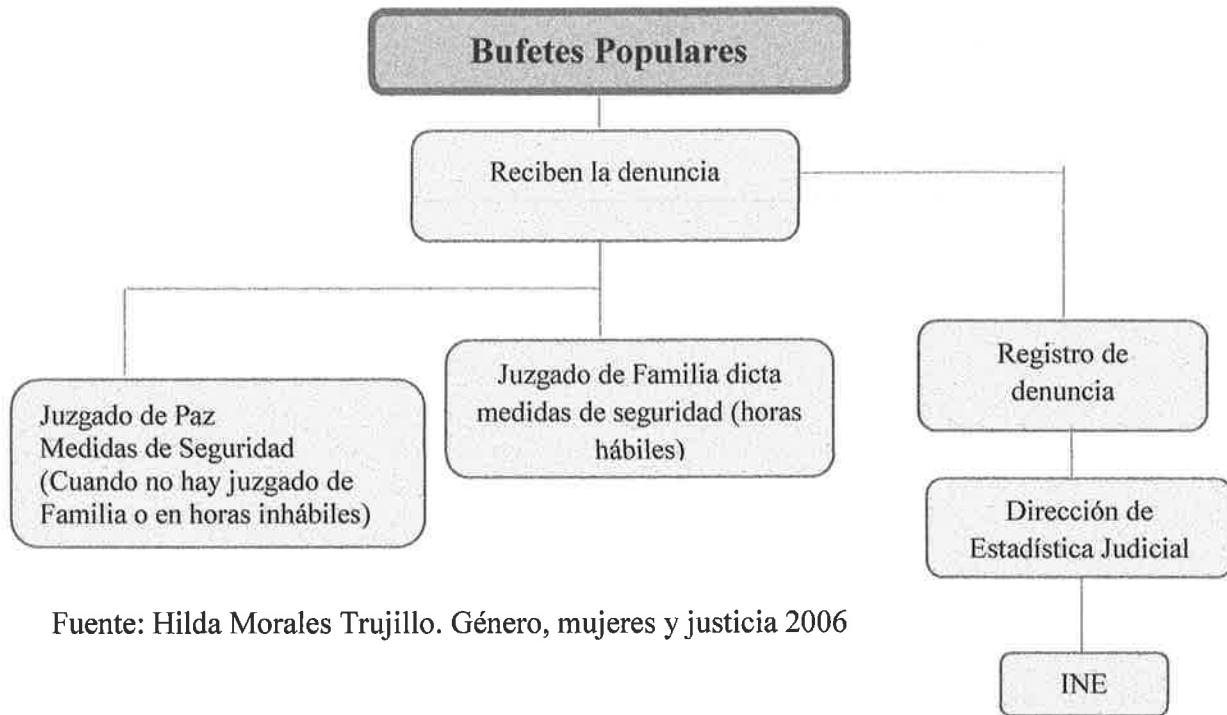 Bufetes Populares
Reciben la denuncia
Juzgado de Paz
Medidas de Seguridad
(Cuando no hay juzgado de
Familia o en horas inhábiles)
Juzgado de Familia dicta
medidas de seguridad (horas
hábiles)
Registro de
denuncia
Dirección de
Estadística Judicial
INE
Fuente: Hilda Morales Trujillo. Género, mujeres y justicia 2006